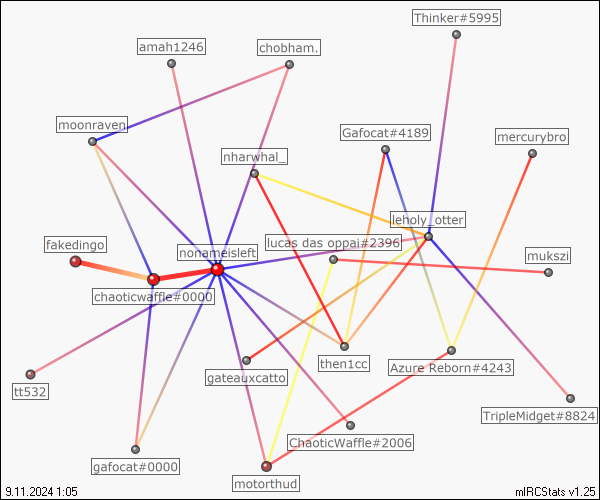 Thinker#5995
amah1246
chobham.
moonraven
Gafocat#4189
mercurybro
nharwhal_
leholy_otter
fakedingo
nonameisleft
lucas das oppai#2396
mukszi
chaoticwaffle#0000
then1cc
Azure Reborn#4243
gateauxcatto
tt532
TripleMidget#8824
ChaoticWaffle#2006
gafocat#0000
motorthud
9.11.2024 1:05
mIRCStats v1.25